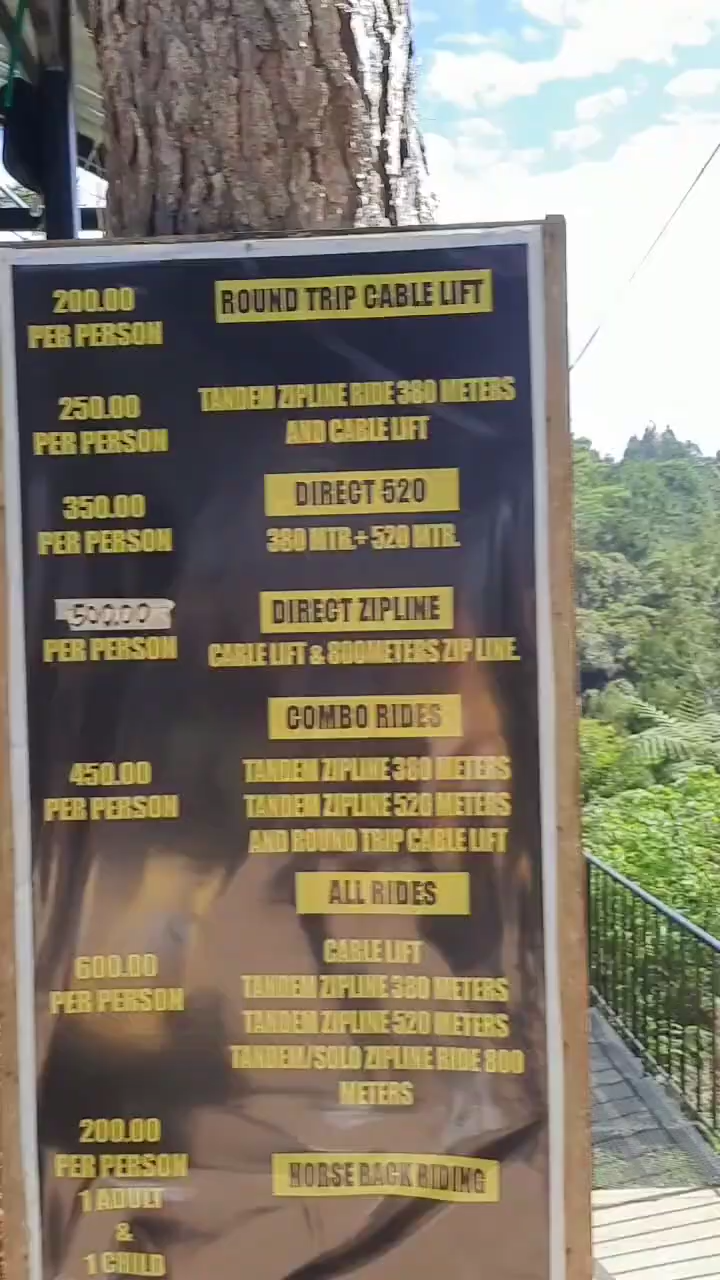 200.00
PER PERSON
ROUND TRIP CABLE LIFT
250.00
PER PERSON
TANDEM ZIPLINE RIDE 380 METERS
AND CABLE LIFT
350.00
PER PERSON
DIRECT 520
380 MTR.+ 520 MTR.
500.00
PER PERSON
DIRECT ZIPLINE
CABLE LIFT & 800METERS ZIP LINE.
COMBO RIDES
450.00
PER PERSON
TANDEM ZIPLINE 380 METERS
TANDEM ZIPLINE 520 METERS
AND ROUND TRIP CABLE LIFT
ALL RIDES
600.00
PER PERSON
CABLE LIFT
TANDEM ZIPLINE 380 METERS
TANDEM ZIPLINE 520 METERS
TANDEM/SOLO ZIPLINE RIDE 800
METERS
200.00
PER PERSON
1 ADULT
&
1 CHILD
HORSE BACK RIDING